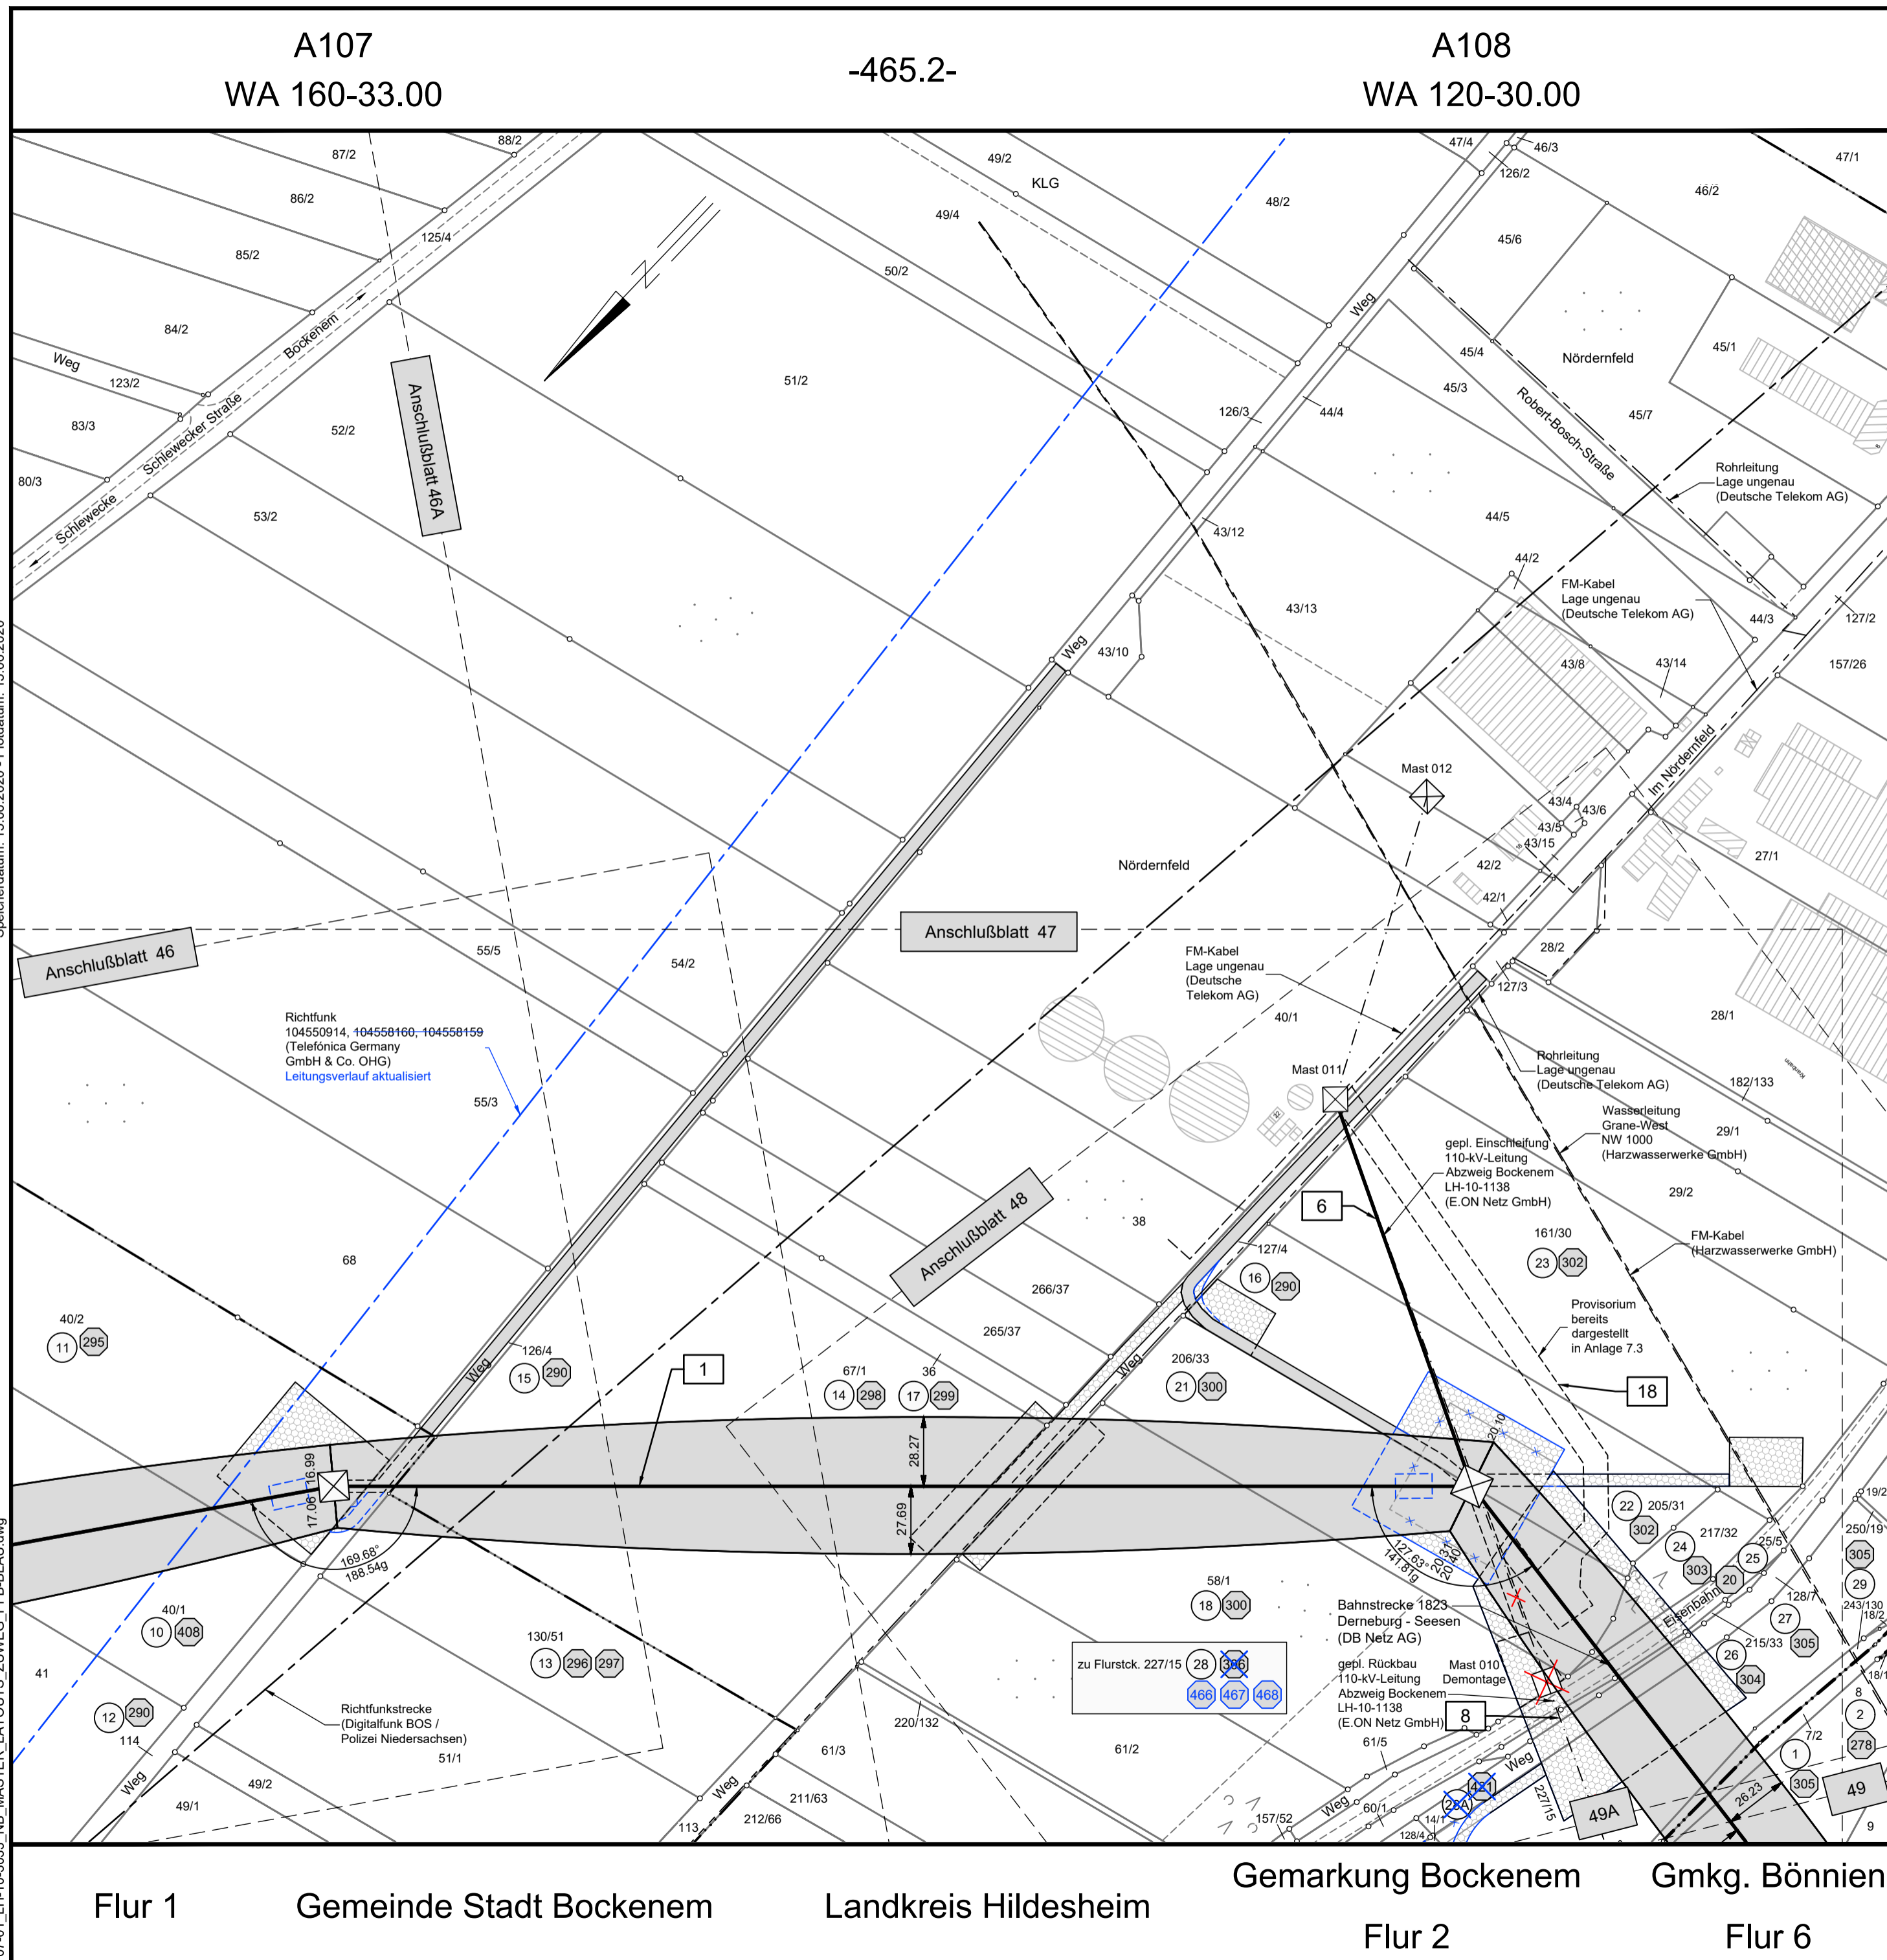 A107
WA 160-33.00
-465.2-
A108
WA 120-30.00
88/2
87/2
86/2
85/2
125/4
84/2
Weg
123/2
83/3
80/3
Bockenem
Schlewecker Straße
Schlewecke
52/2
53/2
Anschlußblatt 46A
N
49/2
KLG
49/4
48/2
50/2
51/2
47/4
46/3
126/2
46/2
47/1
45/6
Weg
45/4
45/3
Nördernfeld
45/1
45/7
Robert-Bosch-Straße
126/3
44/4
Rohrleitung
Lage ungenau
(Deutsche Telekom AG)
44/5
43/12
44/2
FM-Kabel
Lage ungenau
(Deutsche Telekom AG)
44/3
127/2
43/13
Weg
43/10
43/8
43/14
157/26
Mast 012
Im Nördernfeld
43/4
43/6
43/5
43/15
42/2
42/1
27/1
Nördernfeld
Anschlußblatt 47
Anschlußblatt 46
55/5
54/2
28/2
127/3
28/1
FM-Kabel
Lage ungenau
(Deutsche
Telekom AG)
40/1
Richtfunk
104550914, 104558160, 104558159
(Telefónica Germany
GmbH & Co. OHG)
Leitungsverlauf aktualisiert
55/3
Mast 011
Rohrleitung
Lage ungenau
(Deutsche Telekom AG)
182/133
Wasserleitung
Grane-West
NW 1000
(Harzwasserwerke GmbH)
29/1
gepl. Einschleifung
110-kV-Leitung
Abzweig Bockenem
LH-10-1138
(E.ON Netz GmbH)
29/2
6
Anschlußblatt 48
38
127/4
16 290
161/30
23 302
FM-Kabel
(Harzwasserwerke GmbH)
68
266/37
265/37
Provisorium
bereits
dargestellt
in Anlage 7.3
18
40/2
11 295
Weg
126/4
15 290
1
67/1
14 298
36
17 299
Weg
206/33
21 300
28.27
27.69
16.99
17.06
169.68°
188.54g
20.10
127.63°
141.81g
20.31
20.40
22 205/31
302
217/32
24
303
25/5
25
20
19/2
250/19
305
29
243/130
18/2
128/7
27
305
Eisenbahn
215/33
26
304
18/1
40/1
10 408
41
130/51
13 296 297
58/1
18 300
Bahnstrecke 1823
Derneburg - Seesen
(DB Netz AG)
zu Flurstck. 227/15 28 306
466 467 468
gepl. Rückbau
110-kV-Leitung
Abzweig Bockenem
LH-10-1138
(E.ON Netz GmbH)
Mast 010
Demontage
8
12 290
114
Richtfunkstrecke
(Digitalfunk BOS /
Polizei Niedersachsen)
51/1
49/2
49/1
Weg
220/132
61/3
61/2
61/5
Weg
211/63
212/66
113
Weg
157/52
Weg
60/1
14/1
128/4
28A
421
227/15
49A
8
2
278
7/2
1
305
26.23
49
9
Flur 1
Gemeinde Stadt Bockenem
Landkreis Hildesheim
Gemarkung Bockenem
Gmkg. Bönnien
Flur 2
Flur 6